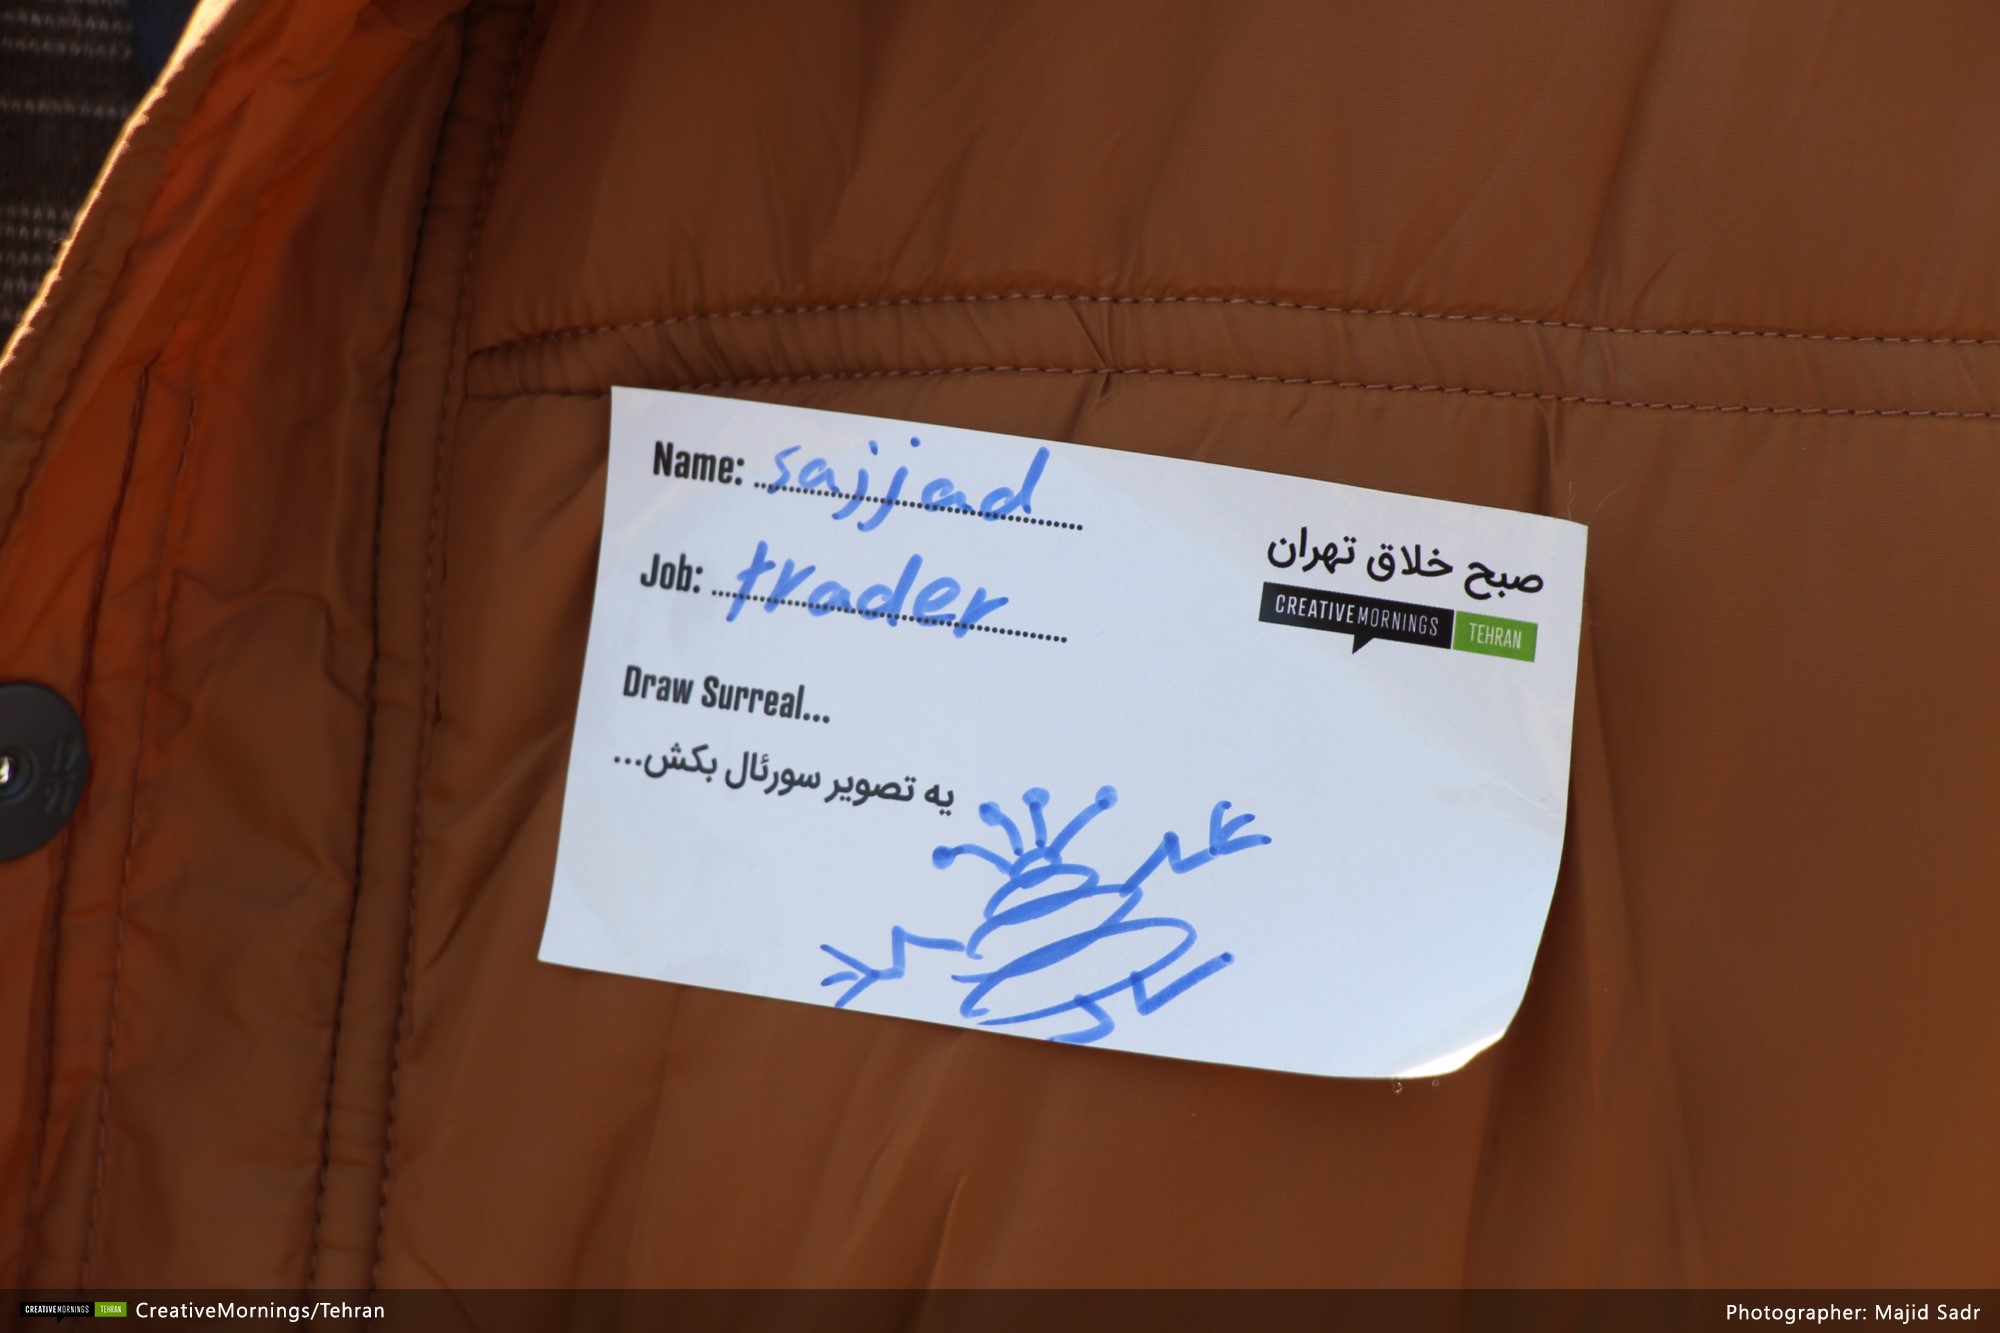 Name: sajjad
Job: trader
Draw Surreal...
یه تصویر سورئال بکش...
صبح خلاق تهران
CREATIVEMORNINGS TEHRAN
CREATIVEMORNINGS TEHRAN CreativeMornings/Tehran
Photographer: Majid Sadr